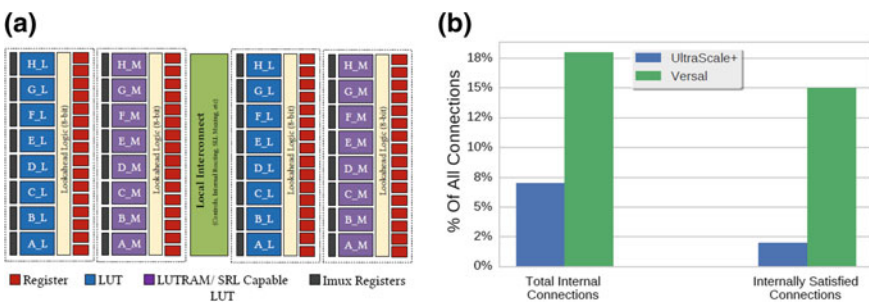 (a)
H_L
G_L
F_L
E_L
D_L
C_L
B_L
A_L
Lookahead Logic (8-bit)
H_M
G_M
F_M
E_M
D_M
C_M
B_M
A_M
Lookahead Logic (8-bit)
Local Interconnect
(Controls, Internal Routing, SLL Muxing, etc)
H_L
G_L
F_L
E_L
D_L
C_L
B_L
A_L
Lookahead Logic (8-bit)
H_M
G_M
F_M
E_M
D_M
C_M
B_M
A_M
Lookahead Logic (8-bit)
Register
LUT
LUTRAM/ SRL Capable
LUT
Imux Registers
(b)
% Of All Connections
18%
15%
12%
10%
8%
5%
2%
0%
UltraScale+
Versal
Total Internal
Connections
Internally Satisfied
Connections